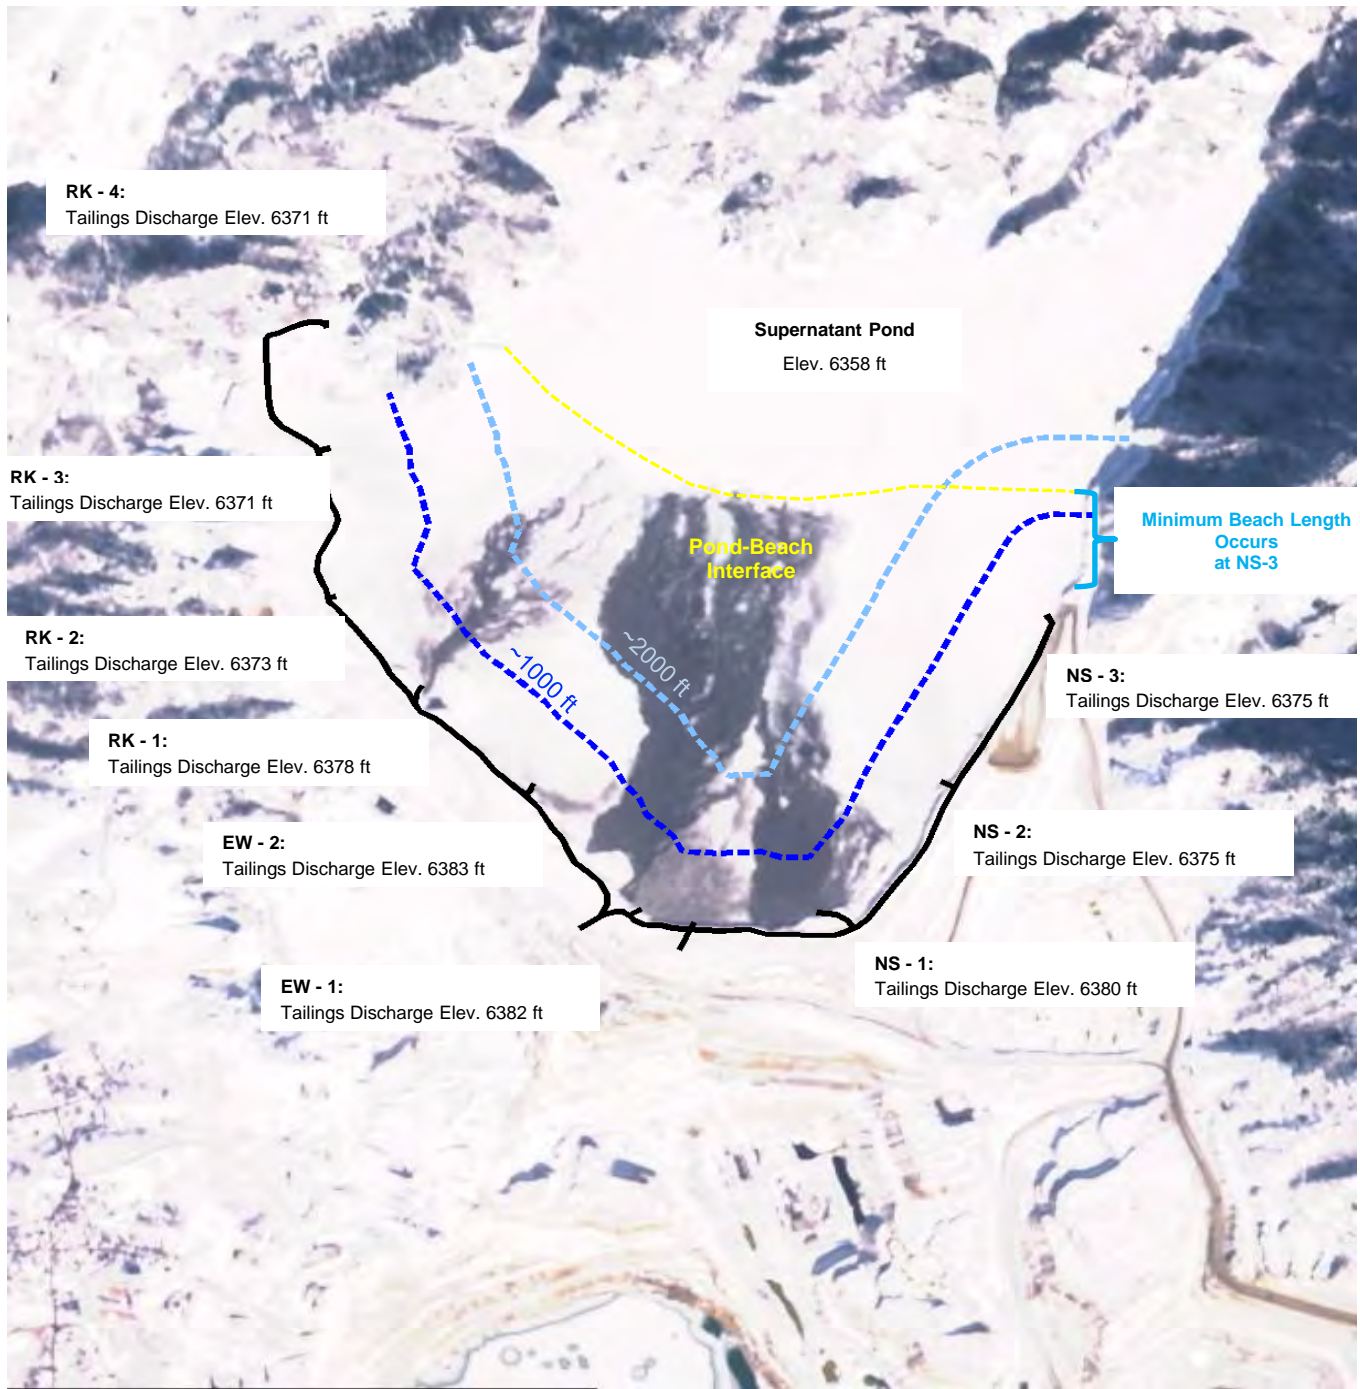 RK - 4:
Tailings Discharge Elev. 6371 ft
Supernatant Pond
Elev. 6358 ft
RK - 3:
Tailings Discharge Elev. 6371 ft
Minimum Beach Length
Occurs
at NS-3
Pond-Beach
Interface
RK - 2:
Tailings Discharge Elev. 6373 ft
~1000 ft
~2000 ft
NS - 3:
Tailings Discharge Elev. 6375 ft
RK - 1:
Tailings Discharge Elev. 6378 ft
EW - 2:
Tailings Discharge Elev. 6383 ft
NS - 2:
Tailings Discharge Elev. 6375 ft
EW - 1:
Tailings Discharge Elev. 6382 ft
NS - 1:
Tailings Discharge Elev. 6380 ft